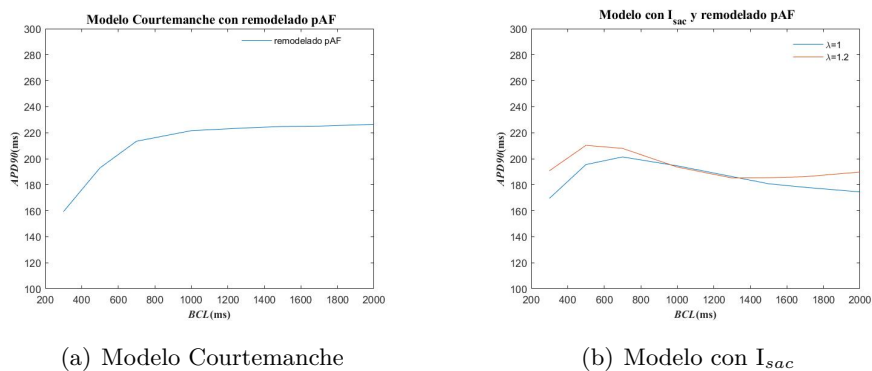 Modelo Courtemanche con remodelado pAF
remodelado pAF
300
280
260
240
220
200
180
160
140
120
100
APD90(ms)
200 400 600 800 1000 1200 1400 1600 1800 2000
BCL(ms)
(a) Modelo Courtemanche
Modelo con Isac y remodelado pAF
λ=1
λ=1.2
300
280
260
240
220
200
180
160
140
120
100
APD90(ms)
200 400 600 800 1000 1200 1400 1600 1800 2000
BCL(ms)
(b) Modelo con Isac